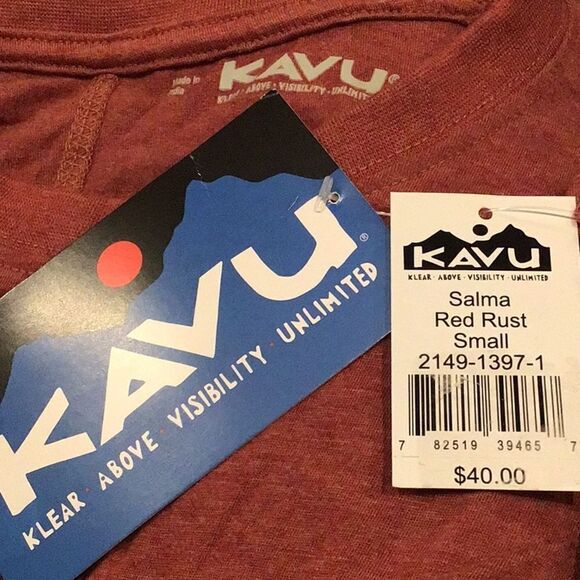 Made in
KAVU®
KLEAR · ABOVE · VISIBILITY · UNLIMITED
KAVU®
KLEAR · ABOVE · VISIBILITY · UNLIMITED
KAVU
KLEAR · ABOVE · VISIBILITY · UNLIMITED
Salma
Red Rust
Small
2149-1397-1
7 82519 39465 7
$40.00